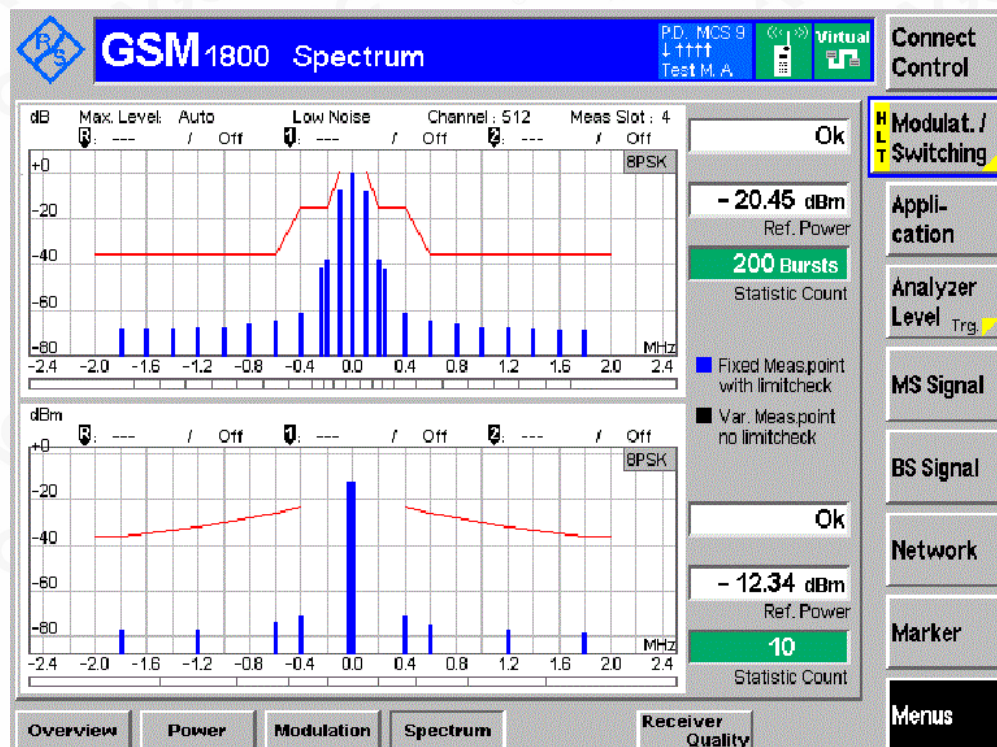 R/S
GSM 1800 Spectrum
P.D. MCS 9
Test M. A
Virtual
Connect Control
dB Max. Level: Auto Low Noise Channel : 512 Meas Slot : 4
R: --- / Off 1: --- / Off 2: --- / Off
8PSK
+0
-20
-40
-60
-80
MHz
-2.4 -2.0 -1.6 -1.2 -0.8 -0.4 0.0 0.4 0.8 1.2 1.6 2.0 2.4
Ok
- 20.45 dBm
Ref. Power
200 Bursts
Statistic Count
Fixed Meas.point
with limitcheck
Var. Meas.point
no limitcheck
dBm
R: --- / Off 1: --- / Off 2: --- / Off
8PSK
+0
-20
-40
-60
-80
MHz
-2.4 -2.0 -1.6 -1.2 -0.8 -0.4 0.0 0.4 0.8 1.2 1.6 2.0 2.4
Ok
- 12.34 dBm
Ref. Power
10
Statistic Count
HLT
Modulat. /
Switching
Appli-
cation
Analyzer
Level Trg.
MS Signal
BS Signal
Network
Marker
Menus
Overview Power Modulation Spectrum Receiver
Quality